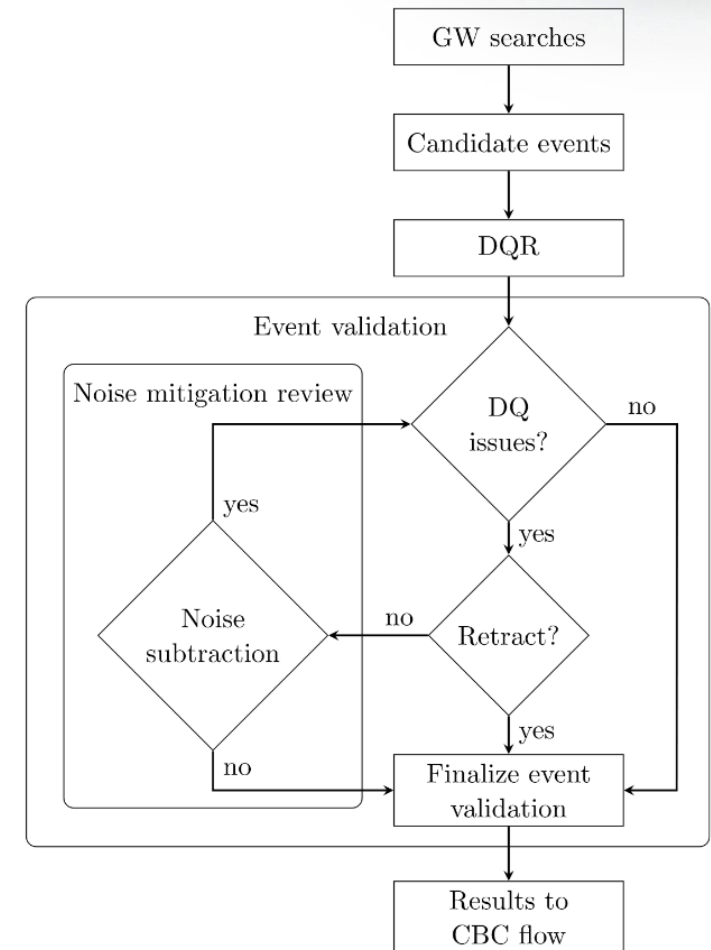 GW searches
Candidate events
DQR
Event validation
Noise mitigation review
DQ
issues?
no
yes
yes
Noise
subtraction
no
Retract?
yes
no
Finalize event
validation
Results to
CBC flow